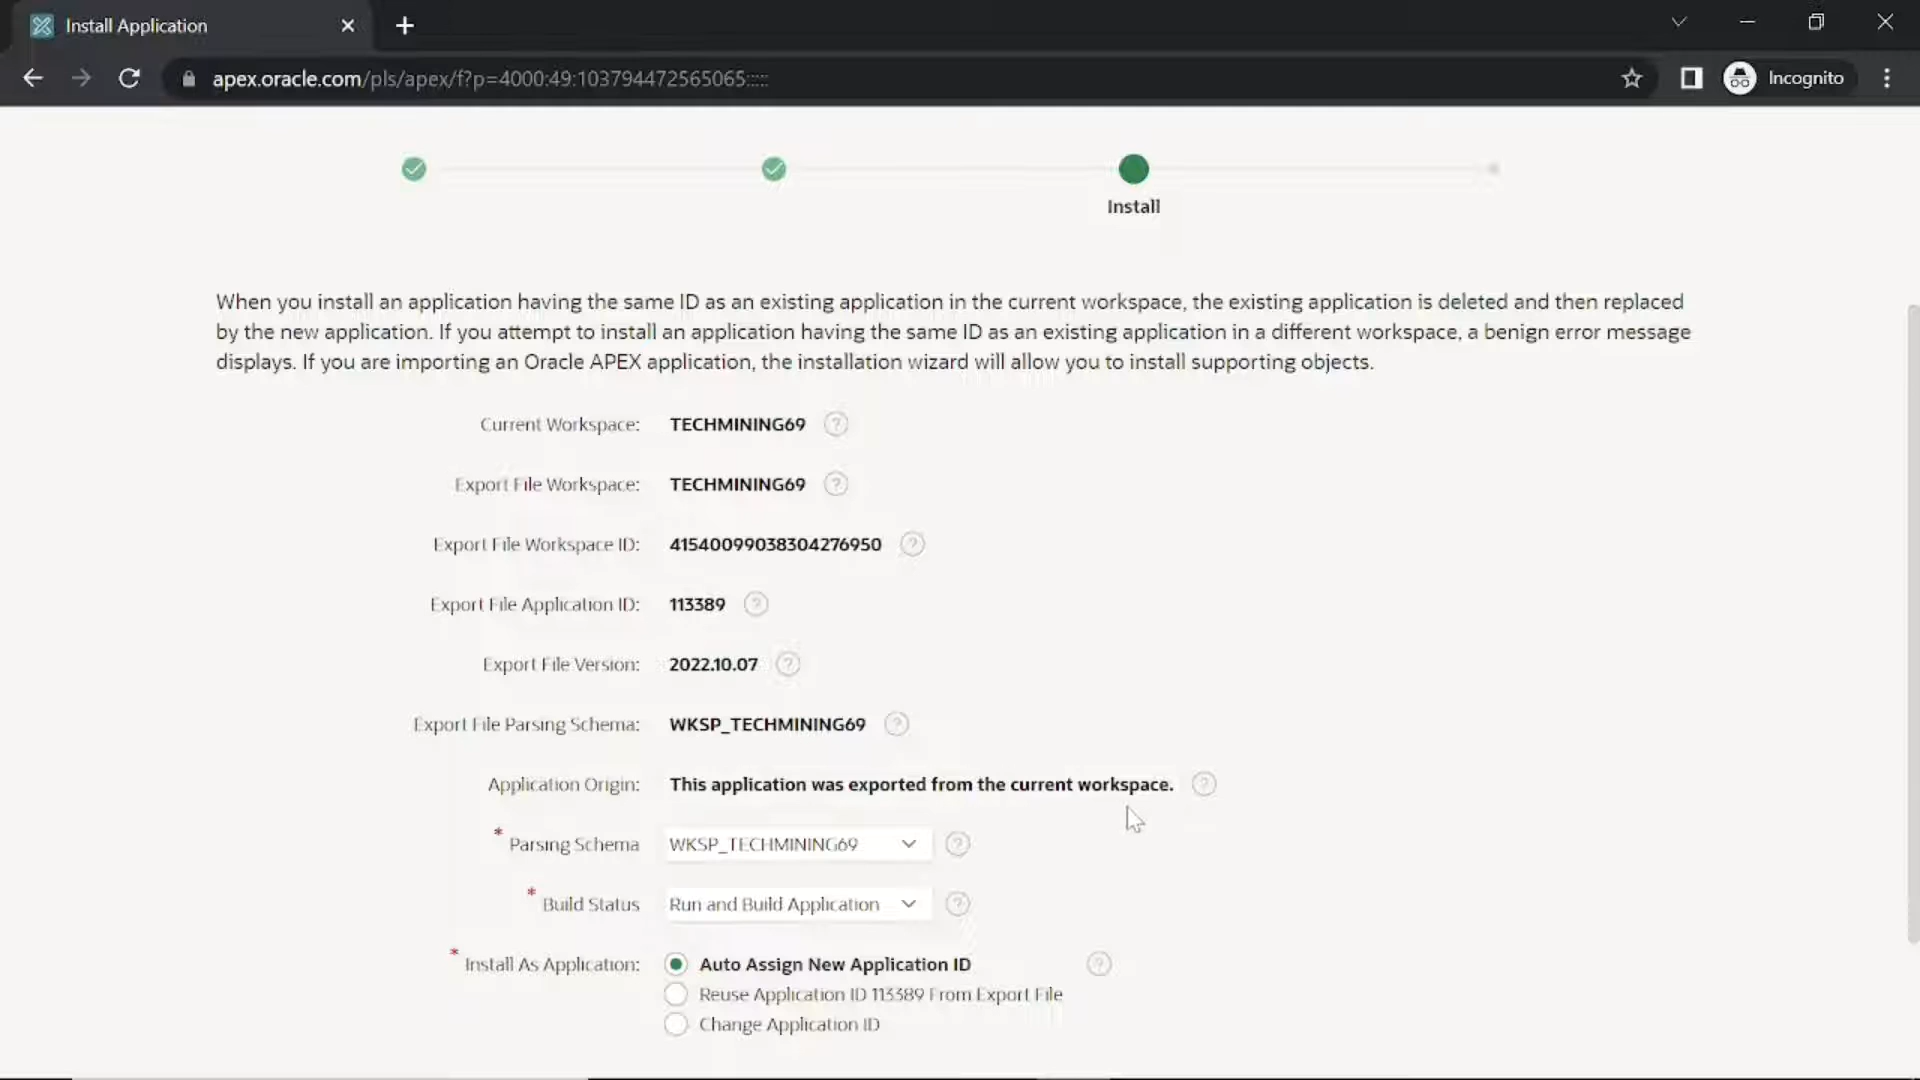 Install Application
apex.oracle.com/pls/apex/f?p=4000:49:103794472565065:::::
Incognito
Install
When you install an application having the same ID as an existing application in the current workspace, the existing application is deleted and then replaced
by the new application. If you attempt to install an application having the same ID as an existing application in a different workspace, a benign error message
displays. If you are importing an Oracle APEX application, the installation wizard will allow you to install supporting objects.
Current Workspace: TECHMINING69 ?
Export File Workspace: TECHMINING69 ?
Export File Workspace ID: 41540099038304276950 ?
Export File Application ID: 113389 ?
Export File Version: 2022.10.07 ?
Export File Parsing Schema: WKSP_TECHMINING69 ?
Application Origin: This application was exported from the current workspace. ?
* Parsing Schema WKSP_TECHMINING69 ?
* Build Status Run and Build Application ?
* Install As Application: Auto Assign New Application ID ?
Reuse Application ID 113389 From Export File
Change Application ID